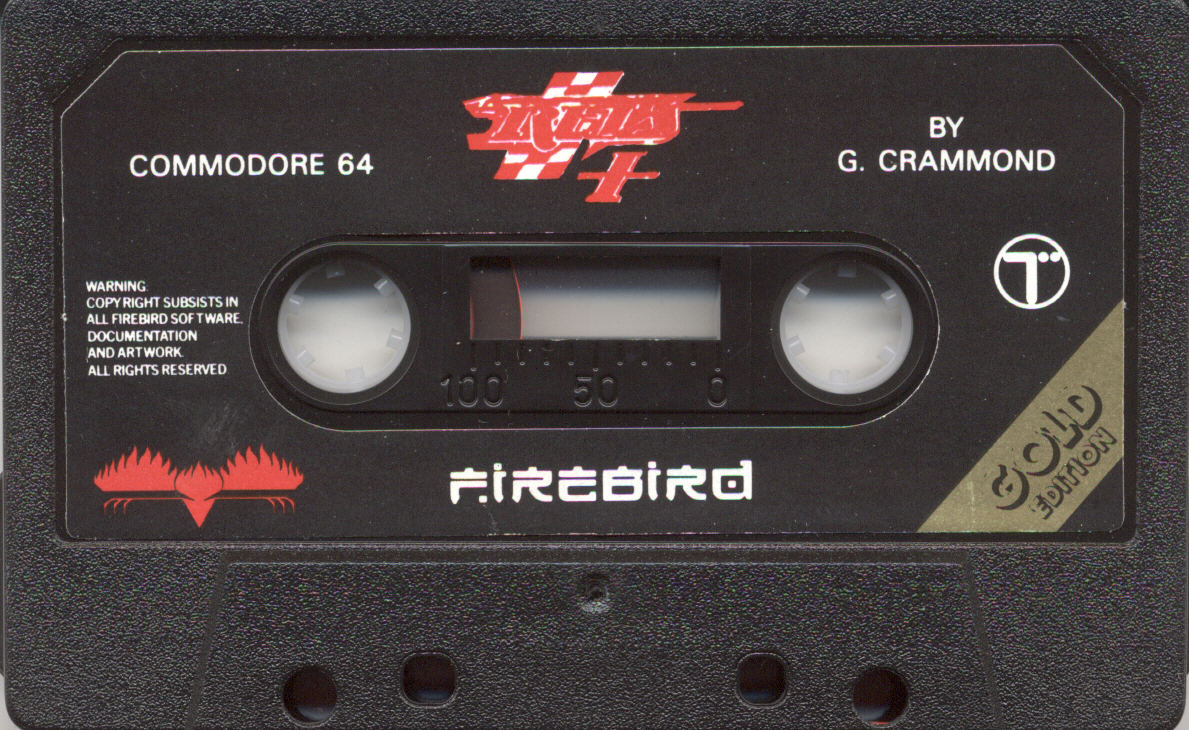 COMMODORE 64
REVS
+
BY
G. CRAMMOND
WARNING.
COPYRIGHT SUBSISTS IN
ALL FIREBIRD SOFTWARE,
DOCUMENTATION
AND ARTWORK.
ALL RIGHTS RESERVED
T
100 50 0
FIREBIRD
GOLD
EDITION